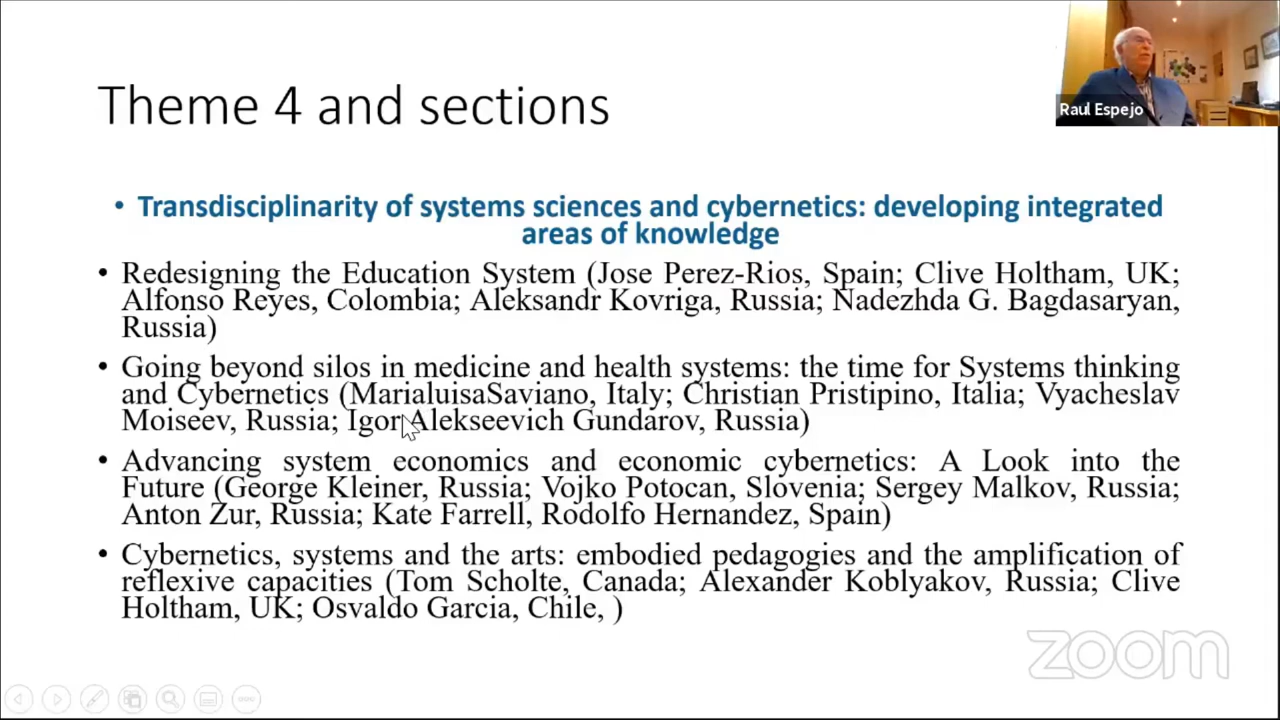 Theme 4 and sections
Raul Espejo
• Transdisciplinarity of systems sciences and cybernetics: developing integrated
areas of knowledge
• Redesigning the Education System (Jose Perez-Rios, Spain; Clive Holtham, UK;
Alfonso Reyes, Colombia; Aleksandr Kovriga, Russia; Nadezhda G. Bagdasaryan,
Russia)
• Going beyond silos in medicine and health systems: the time for Systems thinking
and Cybernetics (MarialuisaSaviano, Italy; Christian Pristipino, Italia; Vyacheslav
Moiseev, Russia; Igor Alekseevich Gundarov, Russia)
• Advancing system economics and economic cybernetics: A Look into the
Future (George Kleiner, Russia; Vojko Potocan, Slovenia; Sergey Malkov, Russia;
Anton Zur, Russia; Kate Farrell, Rodolfo Hernandez, Spain)
• Cybernetics, systems and the arts: embodied pedagogies and the amplification of
reflexive capacities (Tom Scholte, Canada; Alexander Koblyakov, Russia; Clive
Holtham, UK; Osvaldo Garcia, Chile, )
zoom